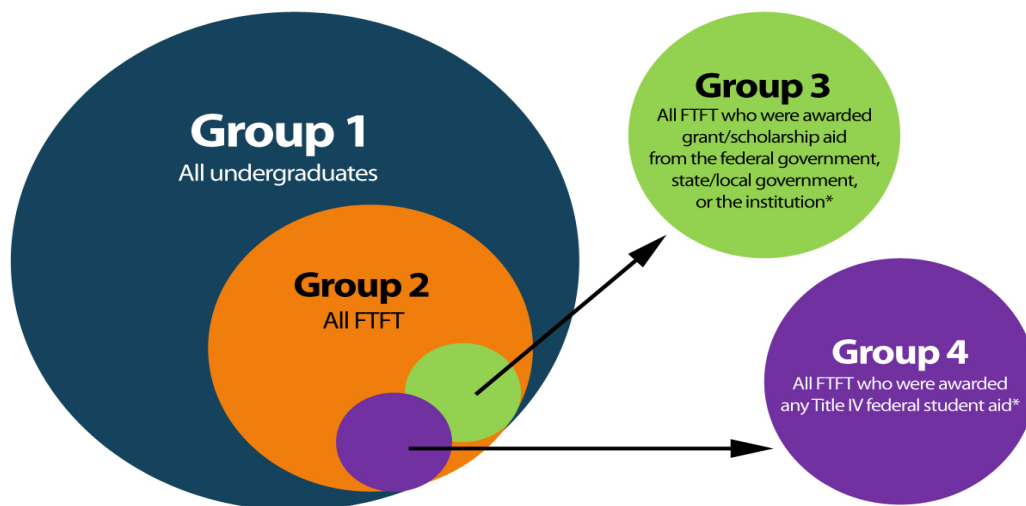 Group 1
All undergraduates
Group 2
All FTFT
Group 3
All FTFT who were awarded
grant/scholarship aid
from the federal government,
state/local government,
or the institution*
Group 4
All FTFT who were awarded
any Title IV federal student aid*